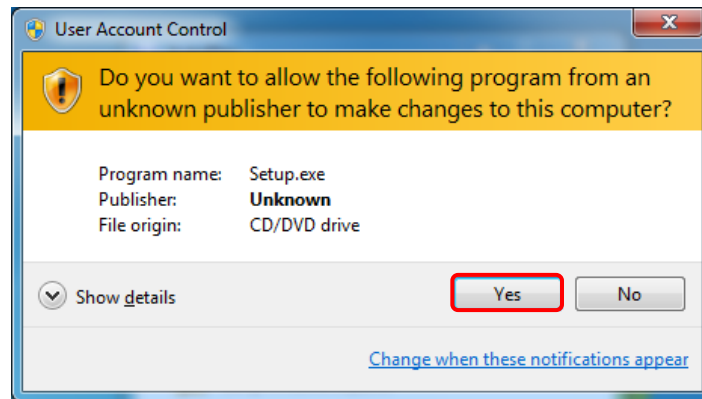 User Account Control
Do you want to allow the following program from an
unknown publisher to make changes to this computer?
Program name: Setup.exe
Publisher: Unknown
File origin: CD/DVD drive
Show details
Yes No
Change when these notifications appear